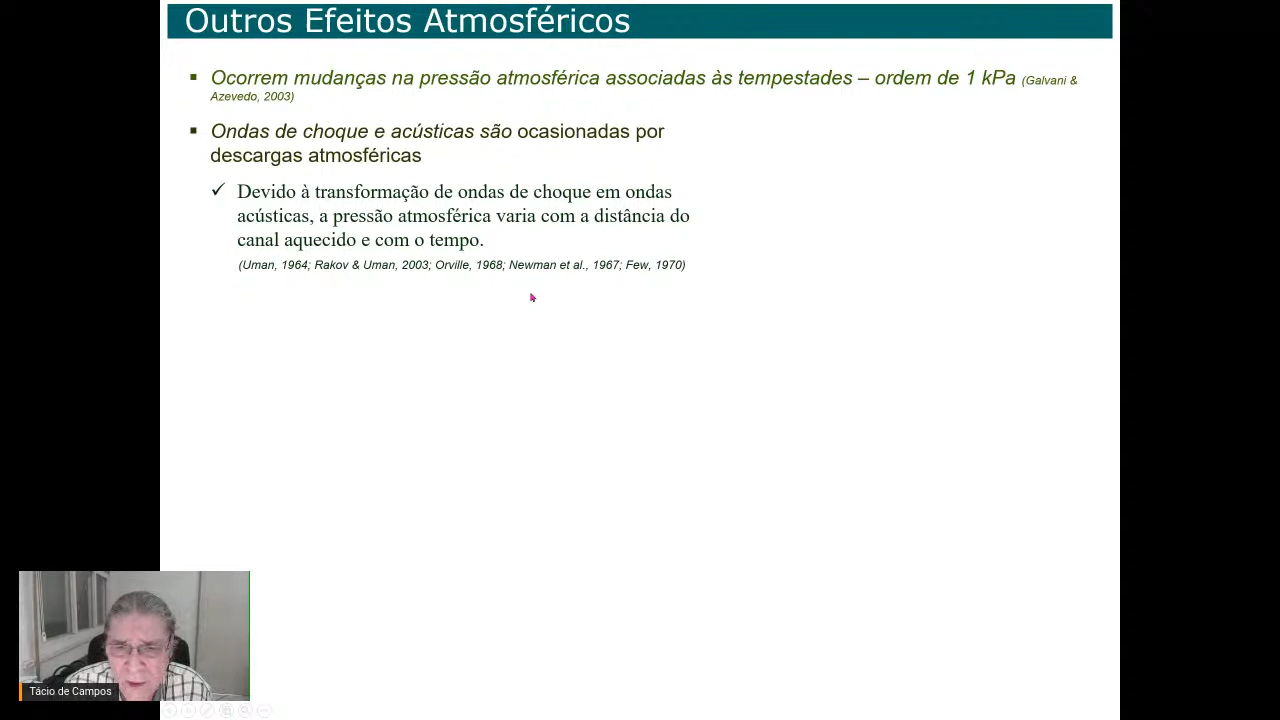 Outros Efeitos Atmosféricos
Ocorrem mudanças na pressão atmosférica associadas às tempestades – ordem de 1 kPa (Galvani &
Azevedo, 2003)
Ondas de choque e acústicas são ocasionadas por
descargas atmosféricas
Devido à transformação de ondas de choque em ondas
acústicas, a pressão atmosférica varia com a distância do
canal aquecido e com o tempo.
(Uman, 1964; Rakov & Uman, 2003; Orville, 1968; Newman et al., 1967; Few, 1970)
Tácio de Campos